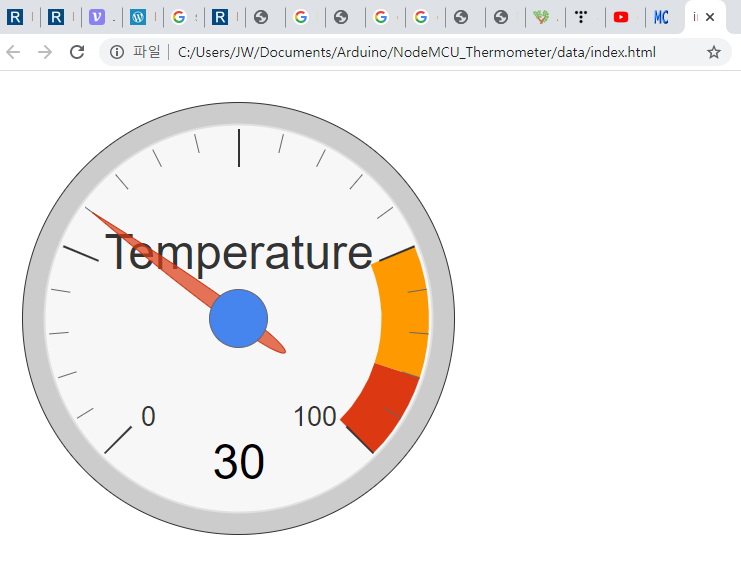 파일 C:/Users/JW/Documents/Arduino/NodeMCU_Thermometer/data/index.html
Temperature
0 100
30